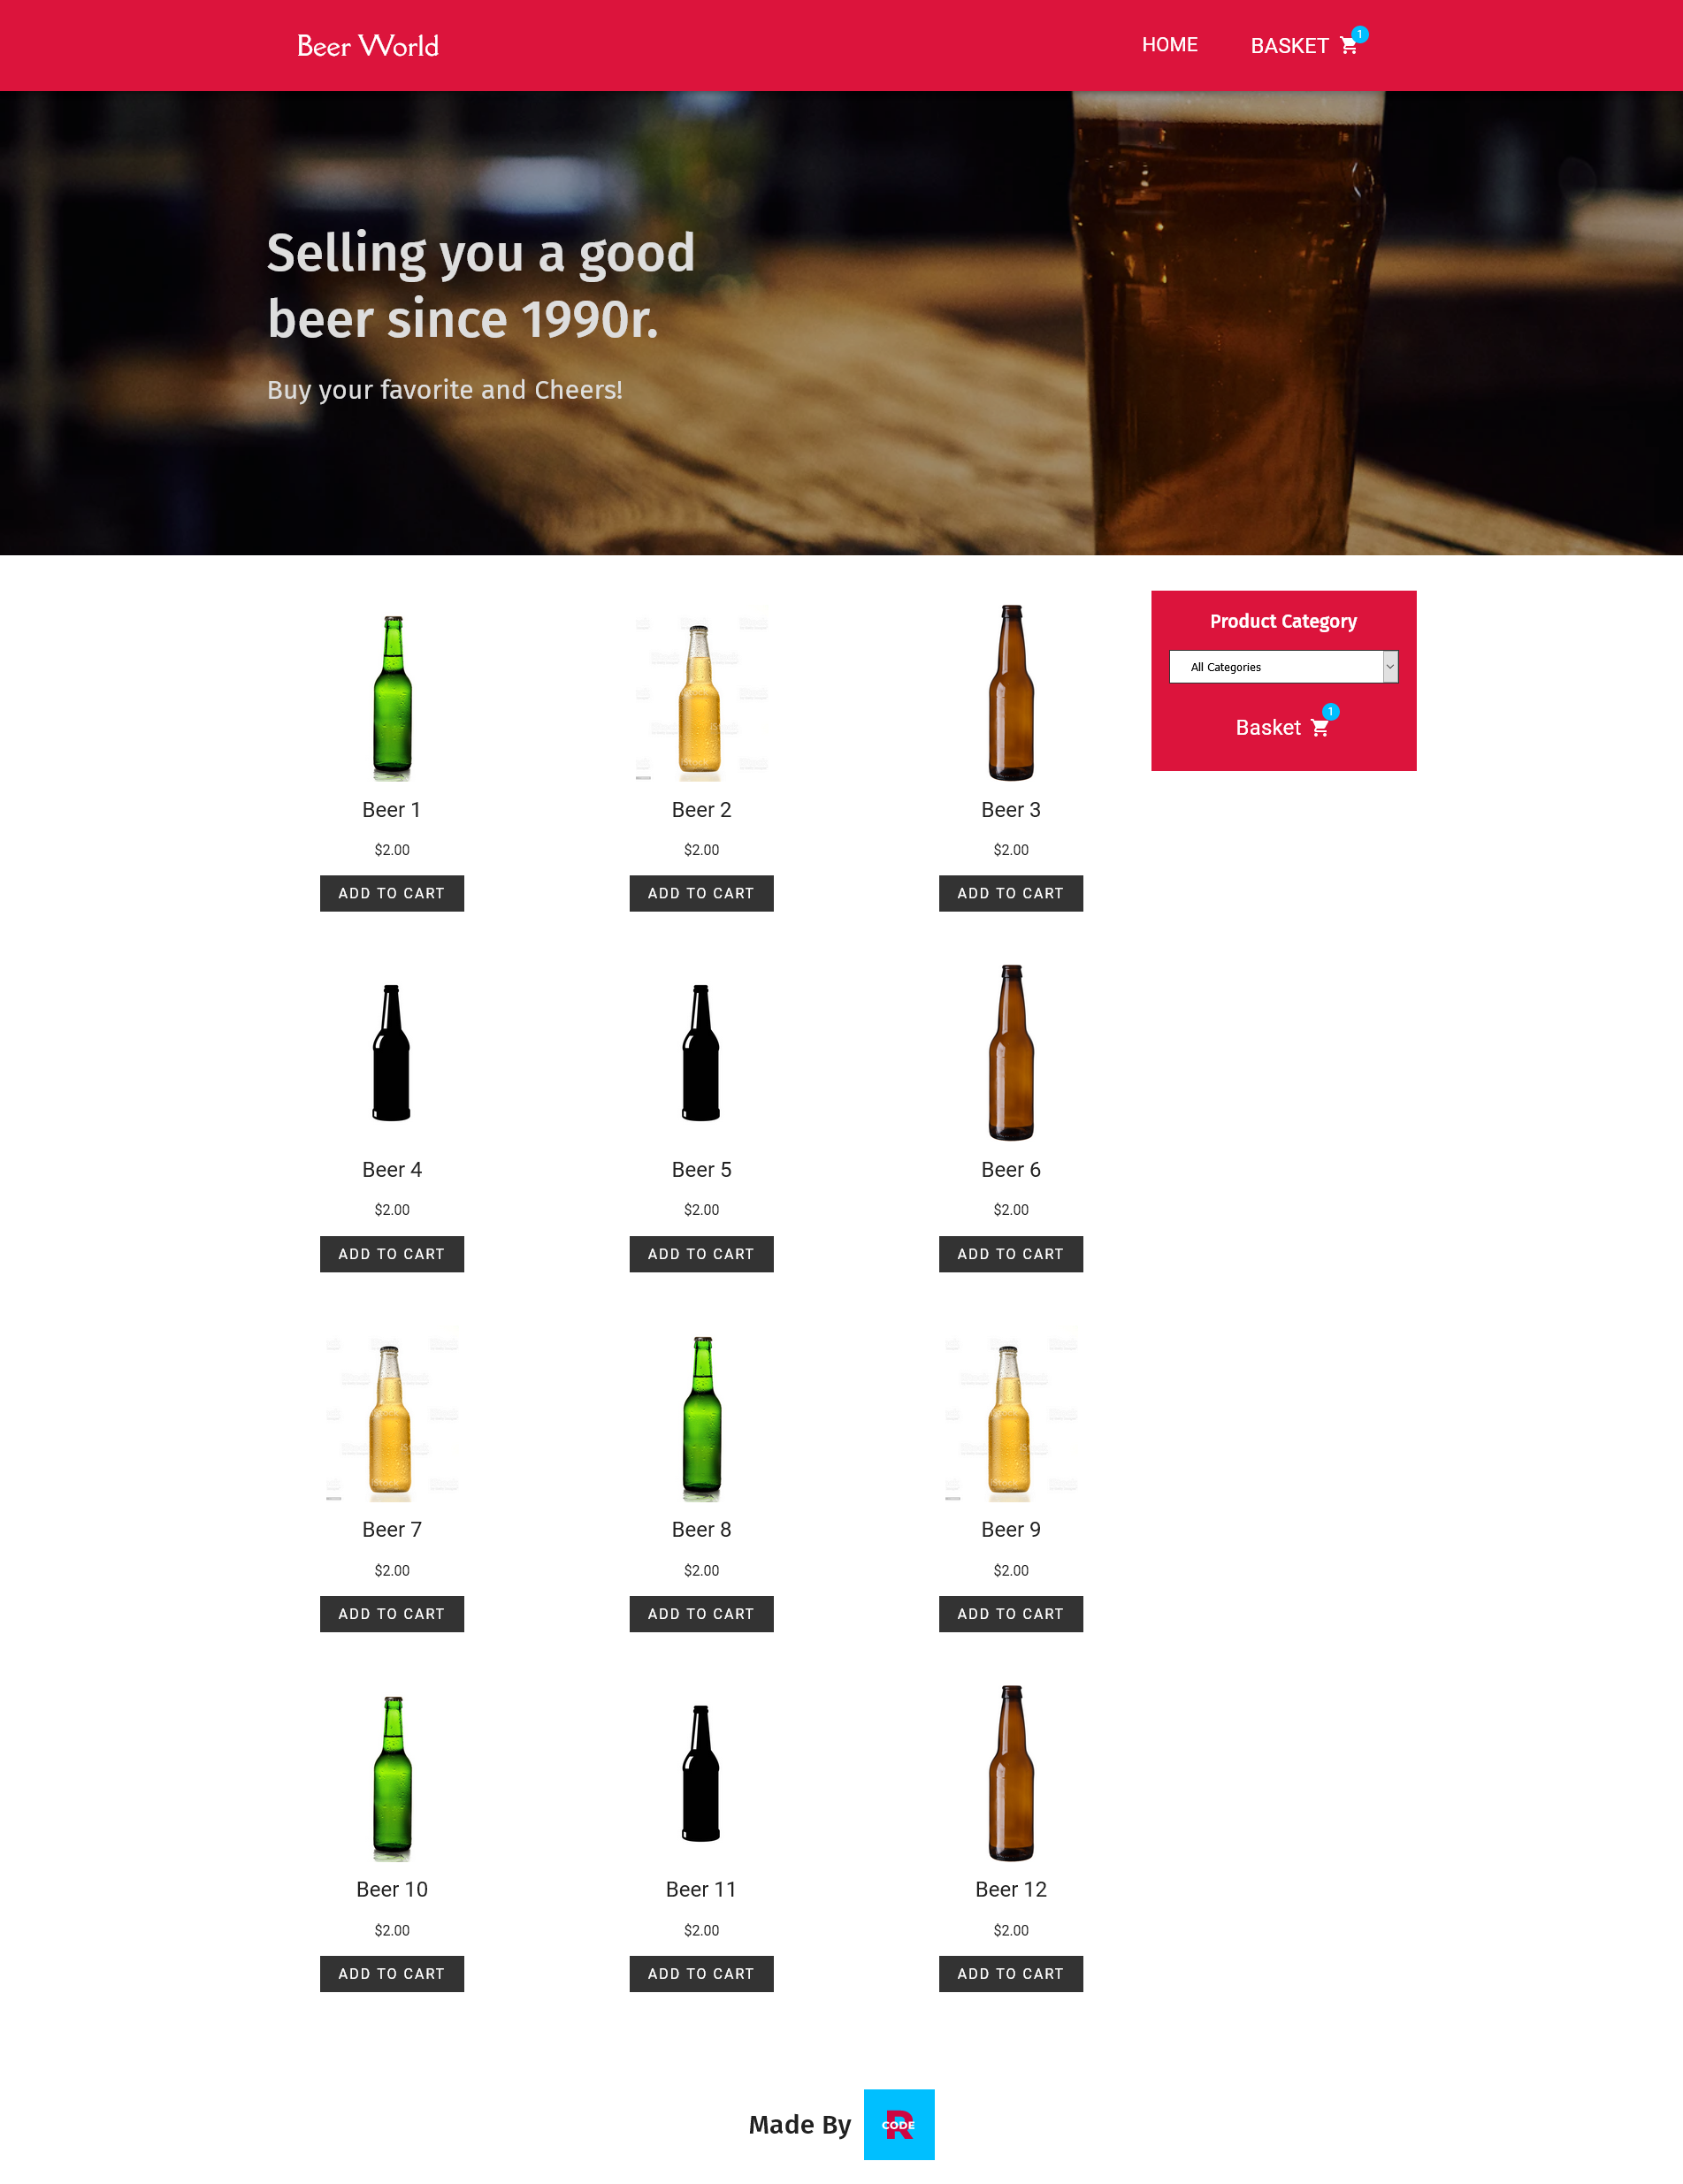 Beer World
HOME
BASKET 1
Selling you a good
beer since 1990r.
Buy your favorite and Cheers!
Product Category
All Categories
Basket 1
Beer 1
Beer 2
Beer 3
$2.00
$2.00
$2.00
ADD TO CART
ADD TO CART
ADD TO CART
Beer 4
Beer 5
Beer 6
$2.00
$2.00
$2.00
ADD TO CART
ADD TO CART
ADD TO CART
Beer 7
Beer 8
Beer 9
$2.00
$2.00
$2.00
ADD TO CART
ADD TO CART
ADD TO CART
Beer 10
Beer 11
Beer 12
$2.00
$2.00
$2.00
ADD TO CART
ADD TO CART
ADD TO CART
Made By
CODE R